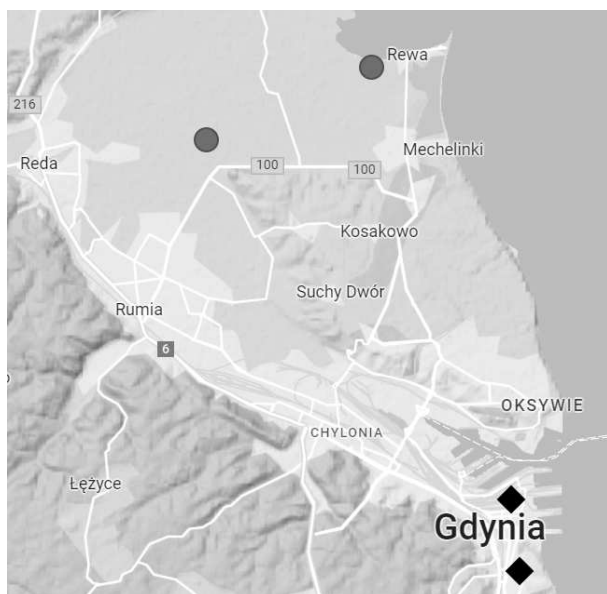 Rewa
216
Mechelinki
Reda
100
100
Kosakowo
Suchy Dwór
Rumia
6
OKSYWIE
CHYLONIA
Łężyce
Gdynia